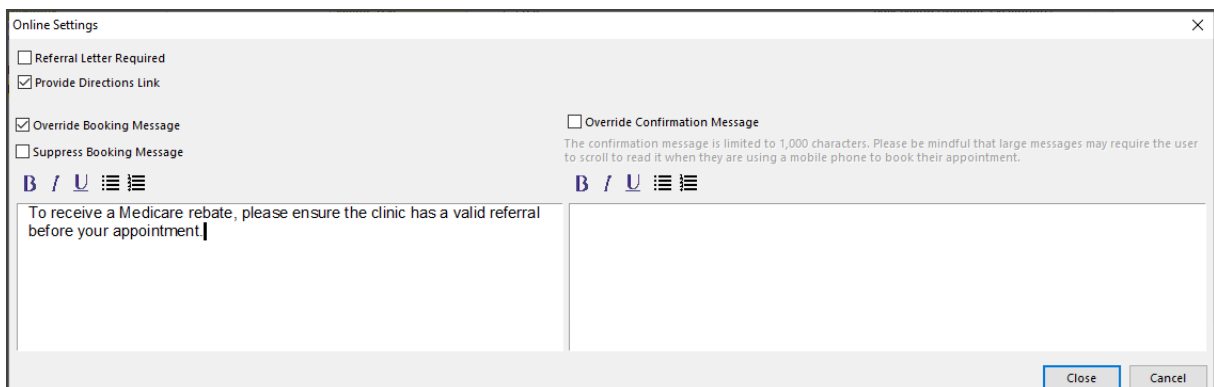 Online Settings
Referral Letter Required
Provide Directions Link
Override Booking Message
Suppress Booking Message
B I U
To receive a Medicare rebate, please ensure the clinic has a valid referral
before your appointment.
Override Confirmation Message
The confirmation message is limited to 1,000 characters. Please be mindful that large messages may require the user
to scroll to read it when they are using a mobile phone to book their appointment.
B I U
Close Cancel